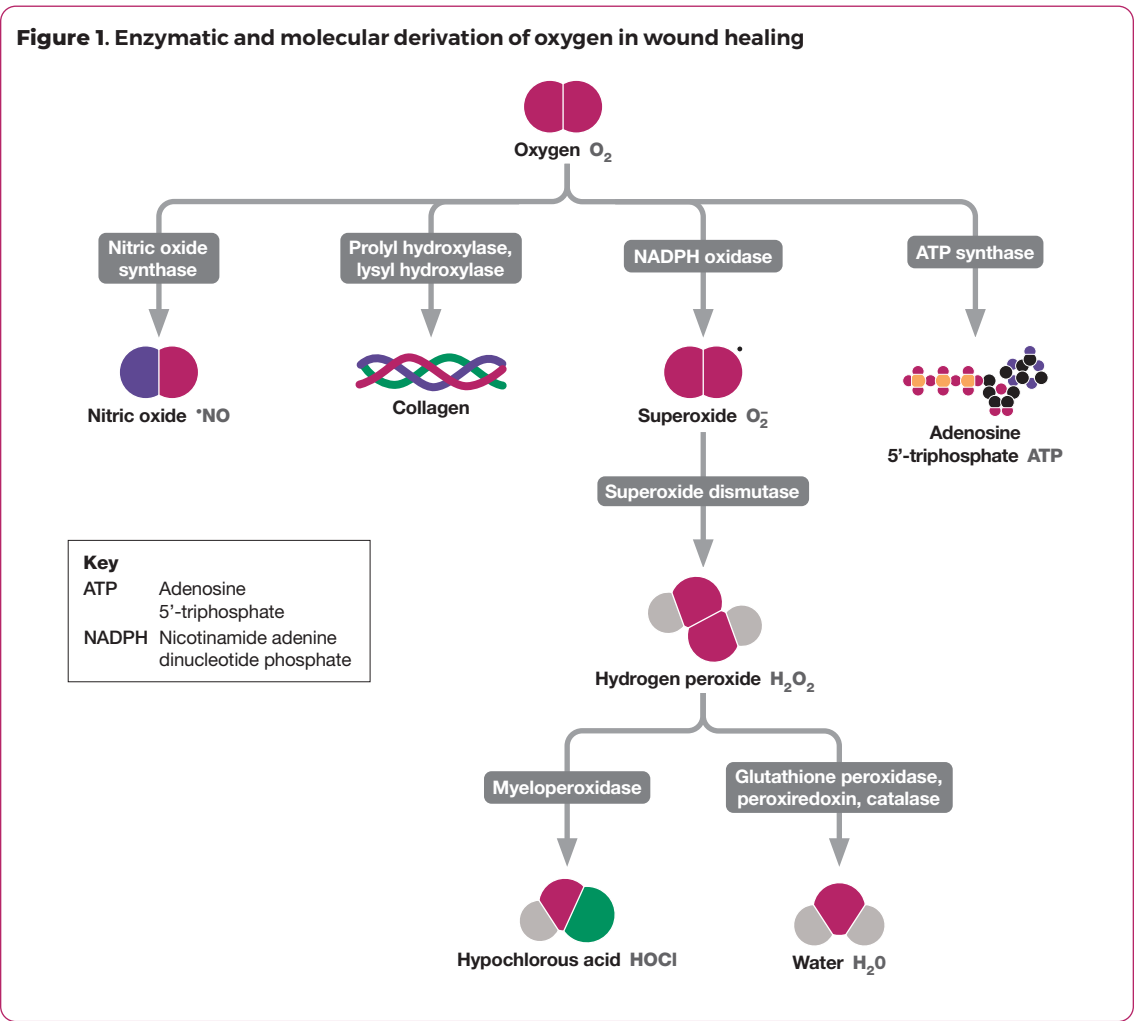 Figure 1. Enzymatic and molecular derivation of oxygen in wound healing
Oxygen O₂
Nitric oxide
synthase
Prolyl hydroxylase,
lysyl hydroxylase
NADPH oxidase
ATP synthase
Nitric oxide •NO
Collagen
Superoxide O₂⁻
Adenosine
5’-triphosphate ATP
Superoxide dismutase
Key
ATP Adenosine
5’-triphosphate
NADPH Nicotinamide adenine
dinucleotide phosphate
Hydrogen peroxide H₂O₂
Myeloperoxidase
Glutathione peroxidase,
peroxiredoxin, catalase
Hypochlorous acid HOCl
Water H₂0